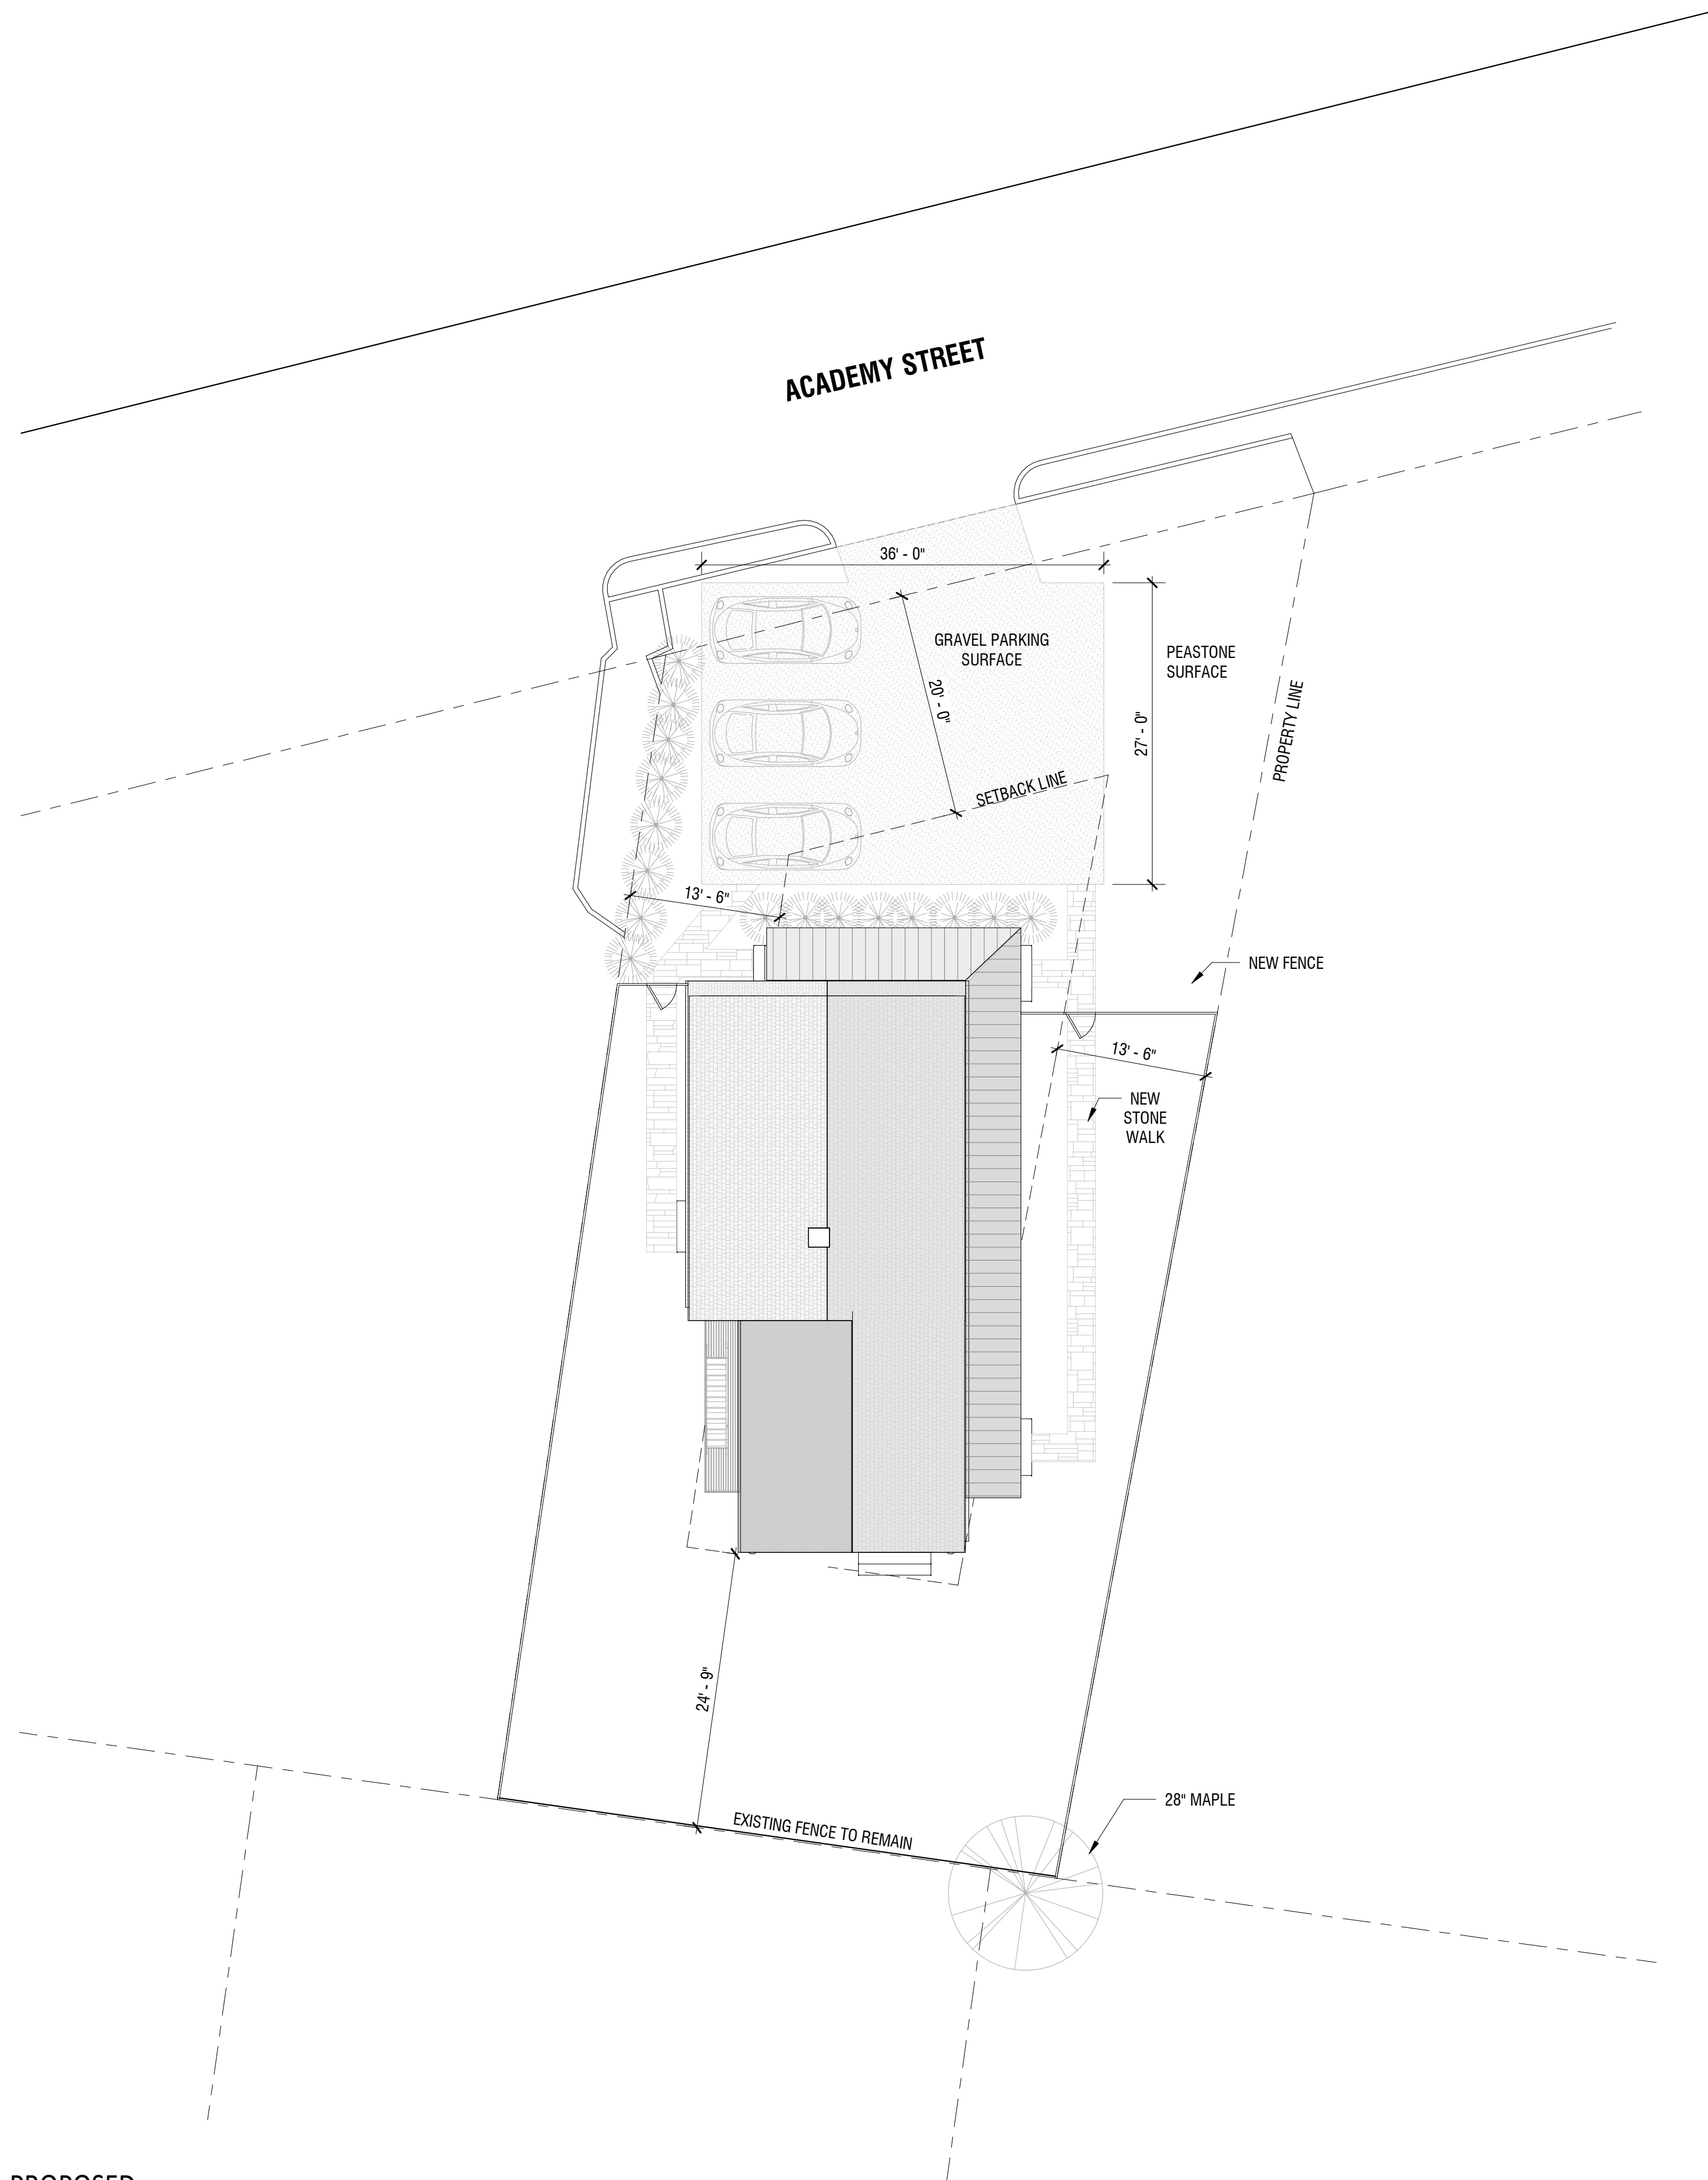 ACADEMY STREET
36' - 0"
GRAVEL PARKING
SURFACE
PEASTONE
SURFACE
20' - 0"
27' - 0"
PROPERTY LINE
SETBACK LINE
13' - 6"
NEW FENCE
13' - 6"
NEW
STONE
WALK
24' - 9"
28" MAPLE
EXISTING FENCE TO REMAIN
PROPOSED